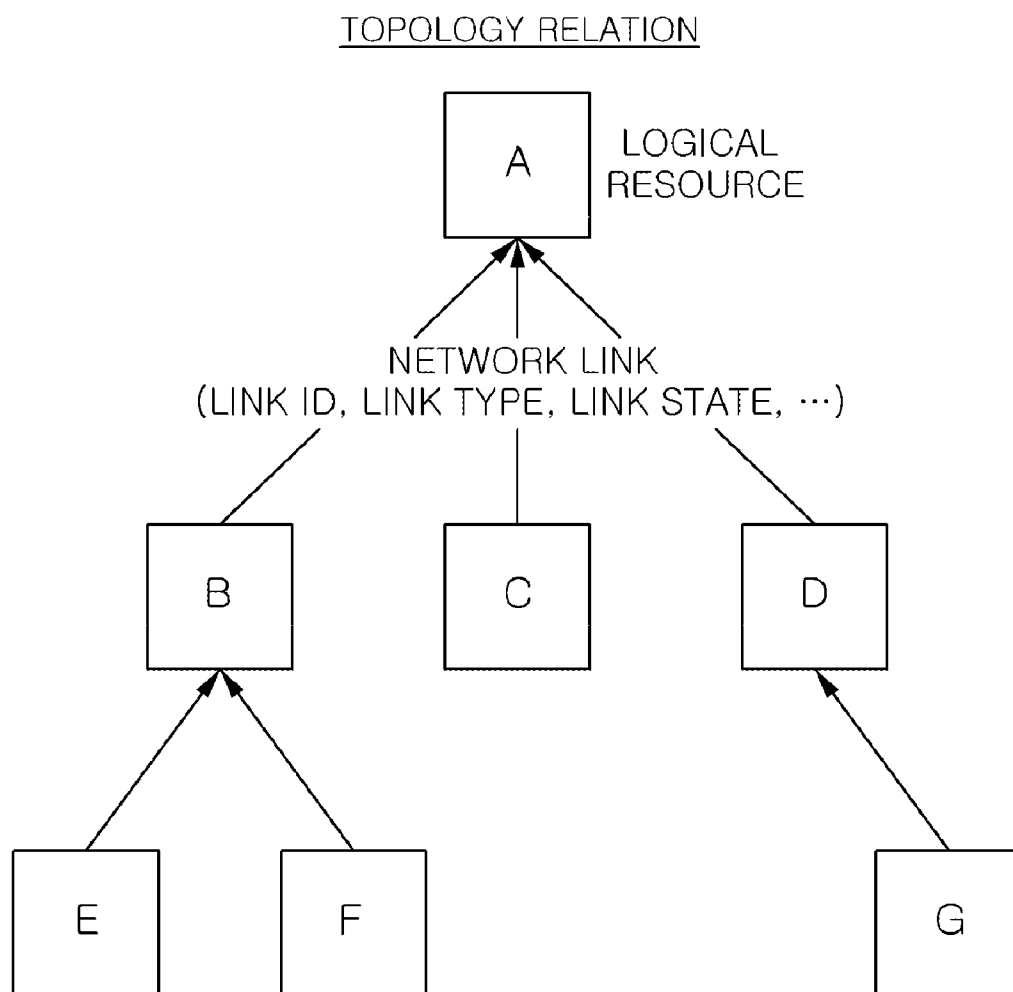 TOPOLOGY RELATION
A
LOGICAL
RESOURCE
NETWORK LINK
(LINK ID, LINK TYPE, LINK STATE, ⋯)
B
C
D
E
F
G